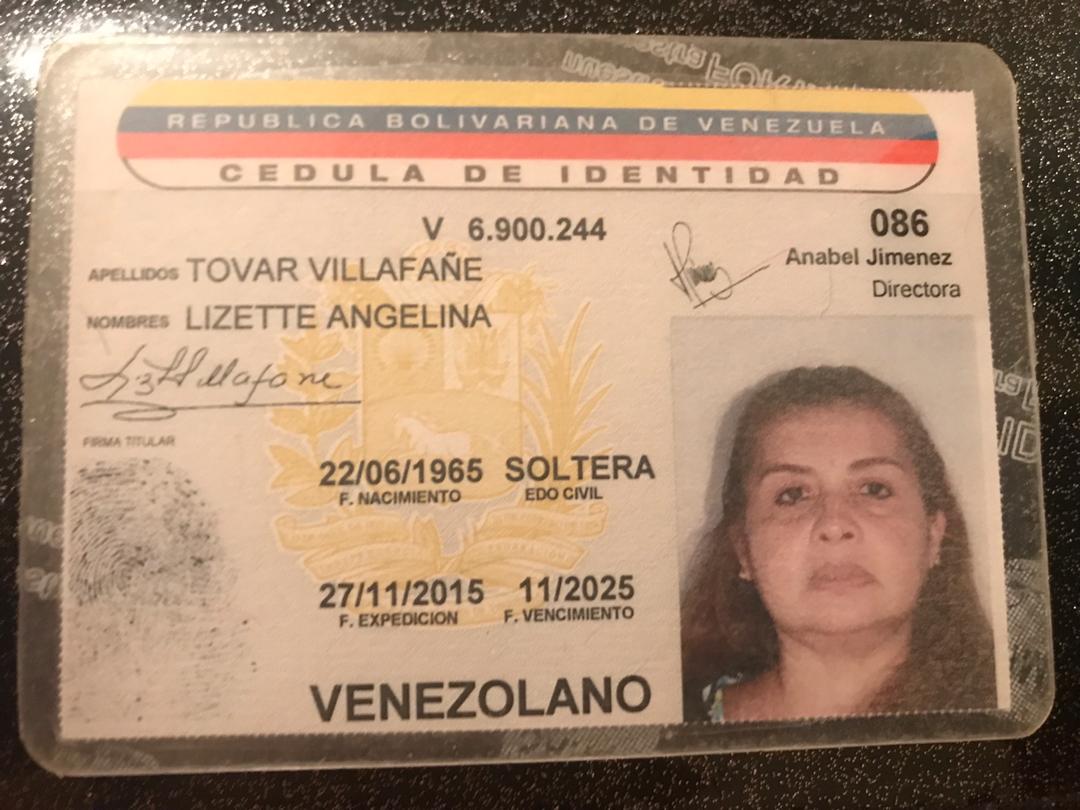 REPUBLICA BOLIVARIANA DE VENEZUELA
CEDULA DE IDENTIDAD
V 6.900.244
086
Anabel Jimenez
Directora
APELLIDOS TOVAR VILLAFAÑE
NOMBRES LIZETTE ANGELINA
FIRMA TITULAR
22/06/1965 SOLTERA
F. NACIMIENTO EDO CIVIL
27/11/2015 11/2025
F. EXPEDICION F. VENCIMIENTO
VENEZOLANO